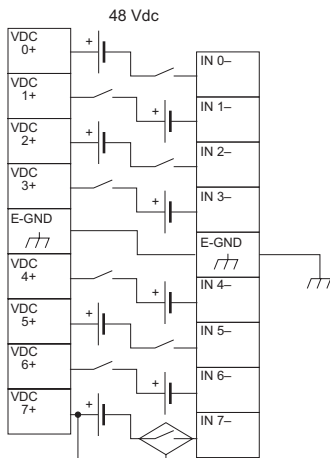 48 Vdc
VDC
0+
VDC
1+
VDC
2+
VDC
3+
E-GND
VDC
4+
VDC
5+
VDC
6+
VDC
7+
+
+
+
+
+
+
+
+
IN 0–
IN 1–
IN 2–
IN 3–
E-GND
IN 4–
IN 5–
IN 6–
IN 7–